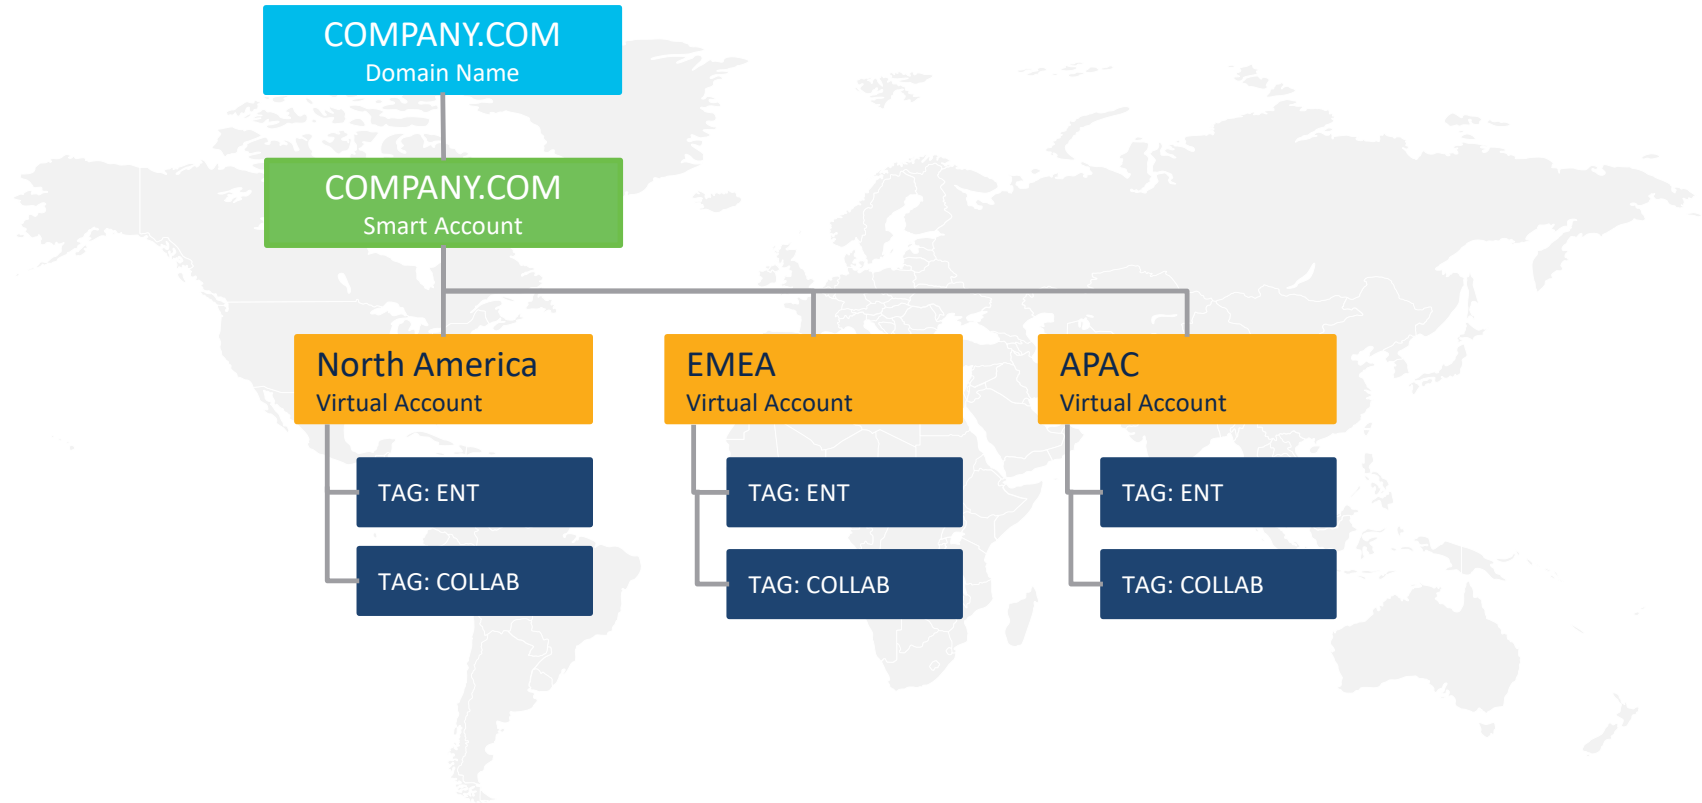 COMPANY.COM
Domain Name
COMPANY.COM
Smart Account
North America
Virtual Account
EMEA
Virtual Account
APAC
Virtual Account
TAG: ENT
TAG: ENT
TAG: ENT
TAG: COLLAB
TAG: COLLAB
TAG: COLLAB